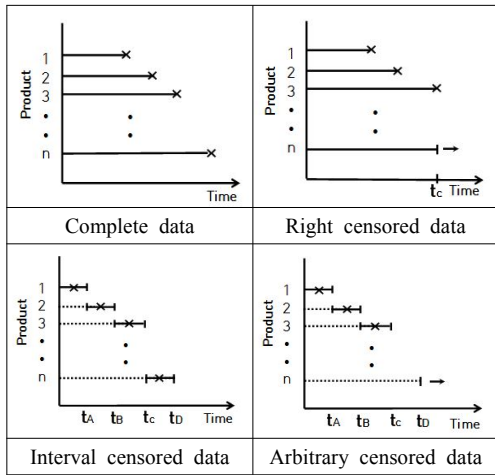 Product
1
2
3
n
Time
Complete data
Product
1
2
3
n
tc Time
Right censored data
Product
1
2
3
n
tA tB tc tD Time
Interval censored data
Product
1
2
3
n
tA tB tc tD Time
Arbitrary censored data